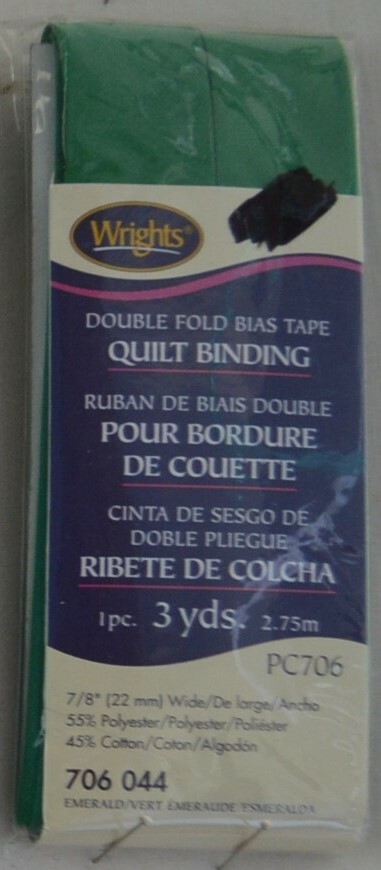 Wrights®
DOUBLE FOLD BIAS TAPE
QUILT BINDING
RUBAN DE BIAIS DOUBLE
POUR BORDURE
DE COUETTE
CINTA DE SESGO DE
DOBLE PLIEGUE
RIBETE DE COLCHA
1pc. 3 yds. 2.75m
PC706
7/8" (22 mm) Wide/De large/Ancho
55% Polyester/Polyester/Poliéster
45% Cotton/Coton/Algodón
706 044
EMERALD/VERT EMERAUDE/ESMERALDA